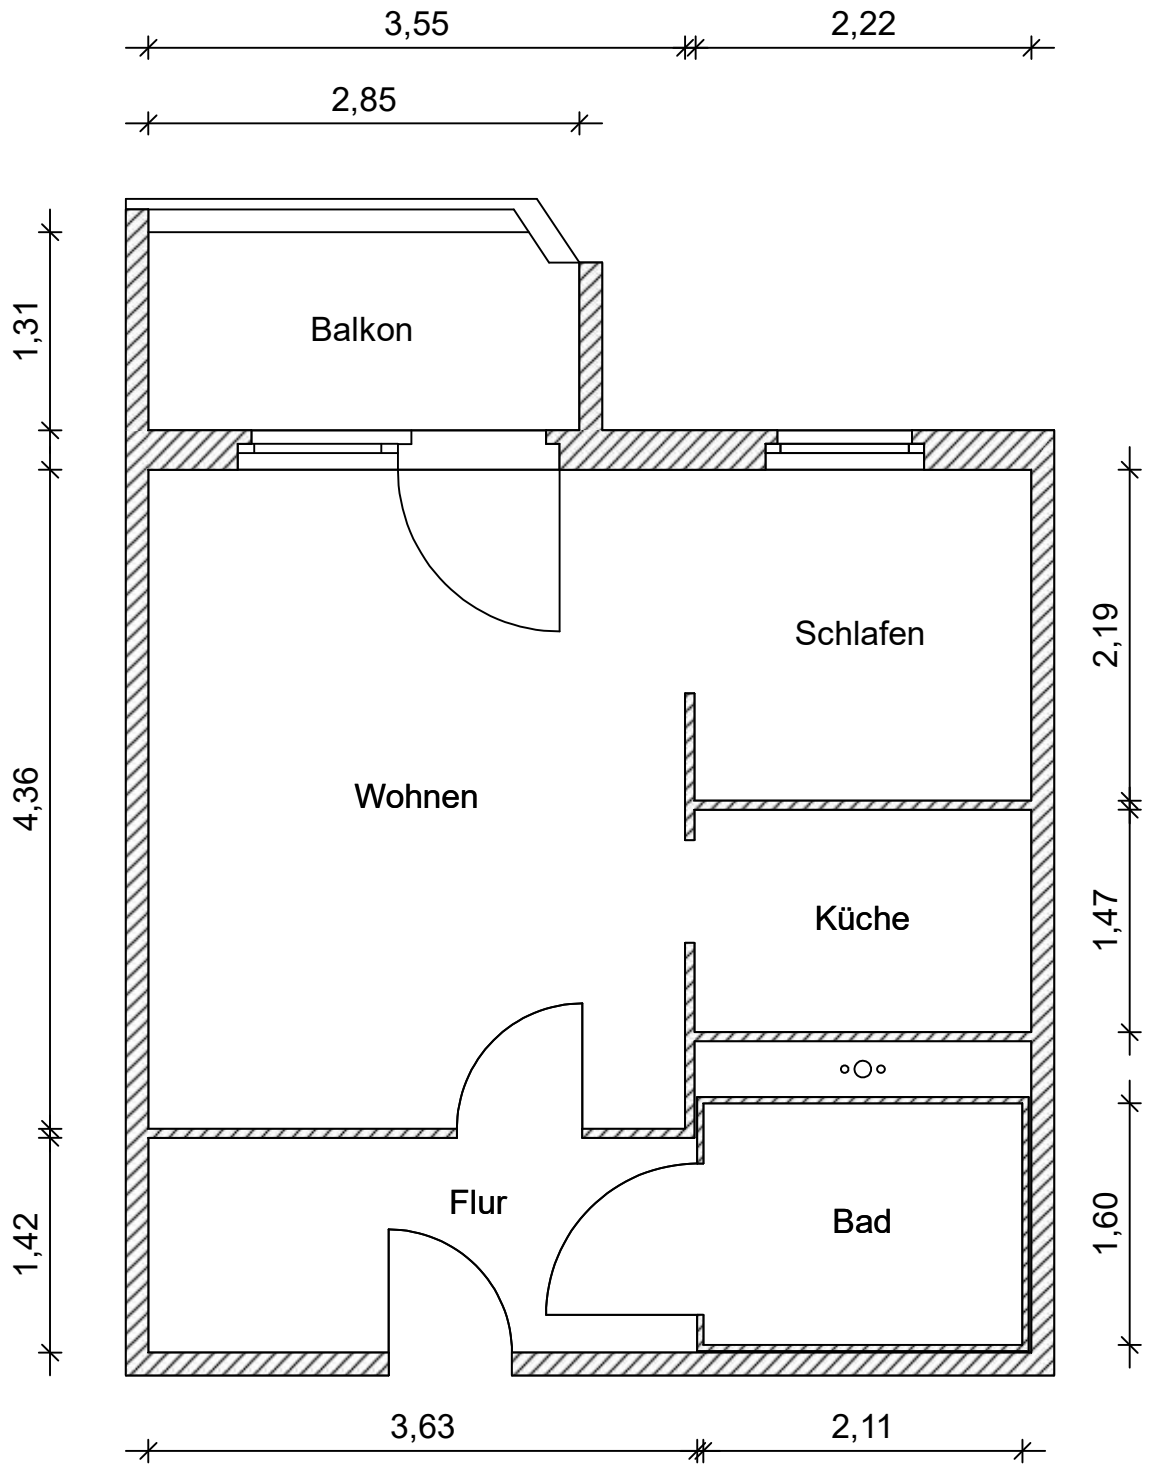 3,55
2,22
2,85
1,31
Balkon
Schlafen
2,19
4,36
Wohnen
Küche
1,47
Flur
Bad
1,42
1,60
3,63
2,11